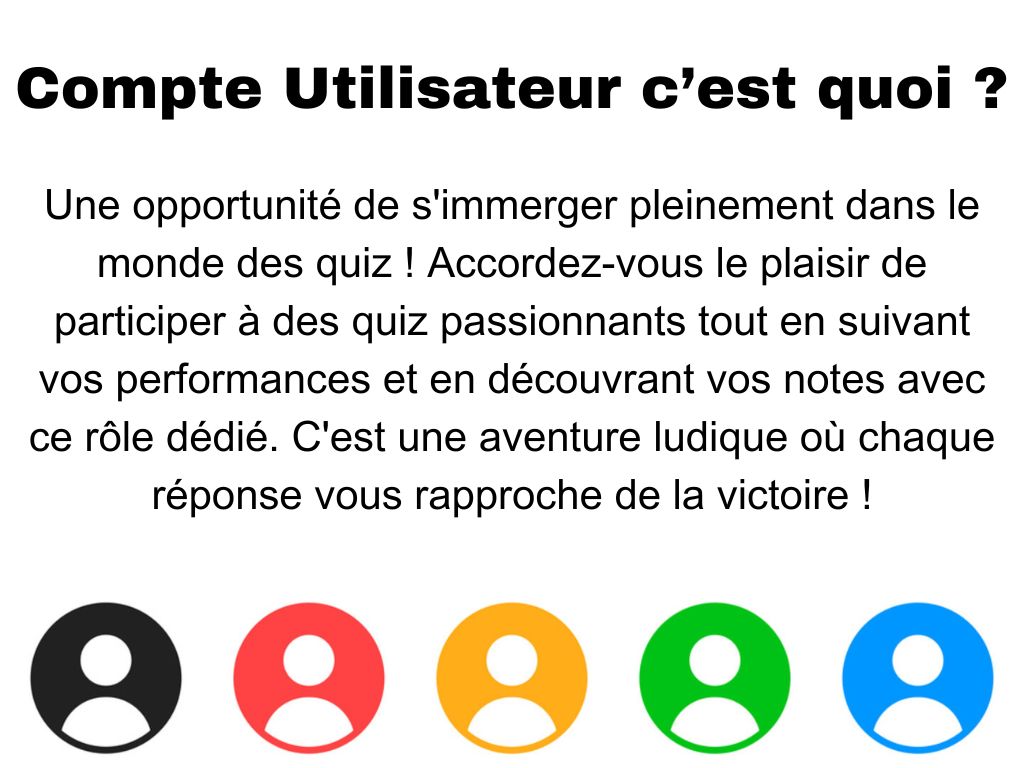 Compte Utilisateur c’est quoi ?
Une opportunité de s'immerger pleinement dans le
monde des quiz ! Accordez-vous le plaisir de
participer à des quiz passionnants tout en suivant
vos performances et en découvrant vos notes avec
ce rôle dédié. C'est une aventure ludique où chaque
réponse vous rapproche de la victoire !